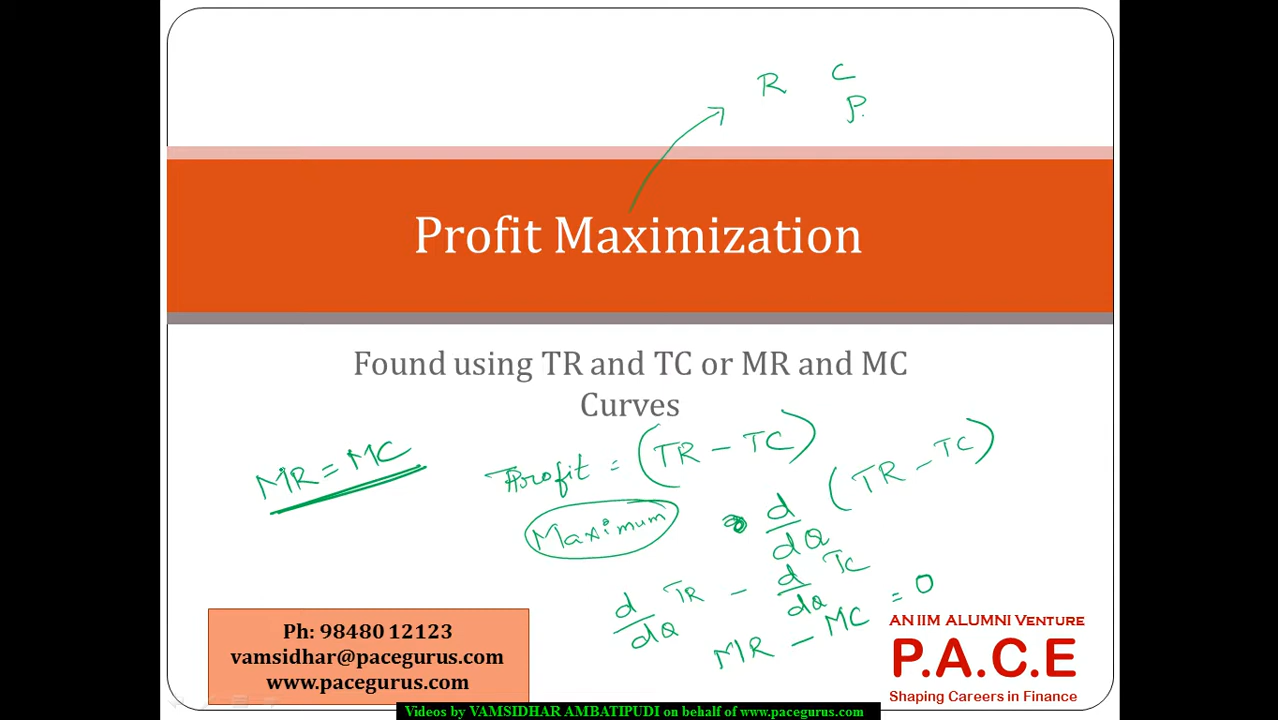 R C
P.
Profit Maximization
Found using TR and TC or MR and MC
Curves
MR = MC
Profit = (TR - TC)
(TR - TC)
Maximum
d/dQ
d/dQ TR - d/dQ TC
MR - MC = 0
Ph: 98480 12123
vamsidhar@pacegurus.com
www.pacegurus.com
AN IIM ALUMNI VENTURE
P.A.C.E
Shaping Careers in Finance
Videos by VAMSIDHAR AMBATIPUDI on behalf of www.pacegurus.com